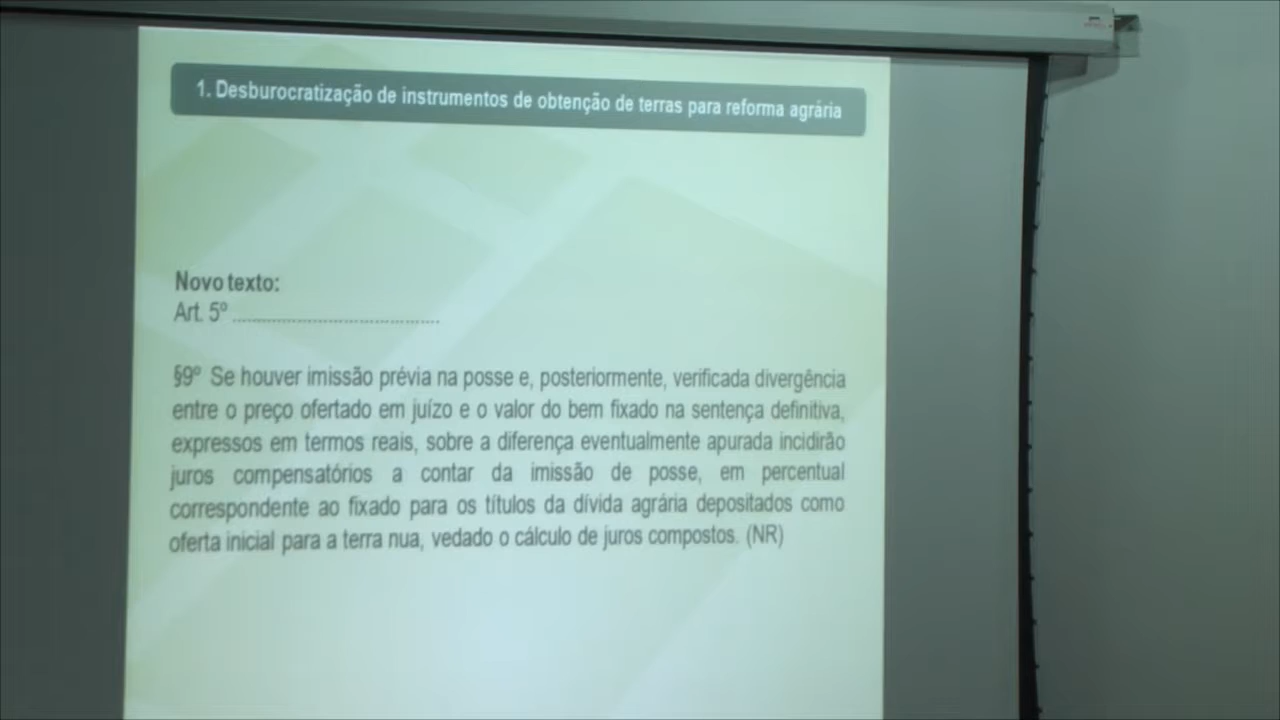 1. Desburocratização de instrumentos de obtenção de terras para reforma agrária
Novo texto:
Art. 5º ..........................................
§9º Se houver imissão prévia na posse e, posteriormente, verificada divergência
entre o preço ofertado em juízo e o valor do bem fixado na sentença definitiva,
expressos em termos reais, sobre a diferença eventualmente apurada incidirão
juros compensatórios a contar da imissão de posse, em percentual
correspondente ao fixado para os títulos da dívida agrária depositados como
oferta inicial para a terra nua, vedado o cálculo de juros compostos. (NR)